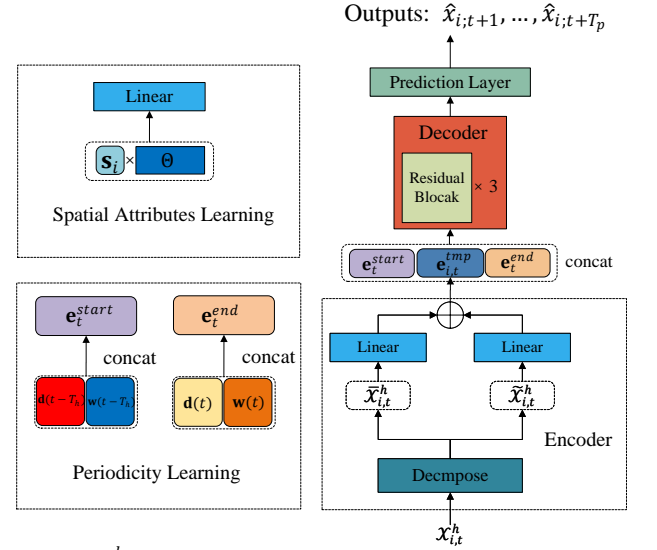 Outputs: x̂_{i;t+1}, … , x̂_{i;t+T_p}
Prediction Layer
Decoder
Residual
Blocak
× 3
e_t^{start} e_{i,t}^{tmp} e_t^{end} concat
Linear
s_i × Θ
Spatial Attributes Learning
e_t^{start} e_t^{end}
concat concat
d(t − T_h) w(t − T_h) d(t) w(t)
Periodicity Learning
Linear Linear
X̄_{i,t}^h X̃_{i,t}^h
Encoder
Decmpose
X_{i,t}^h